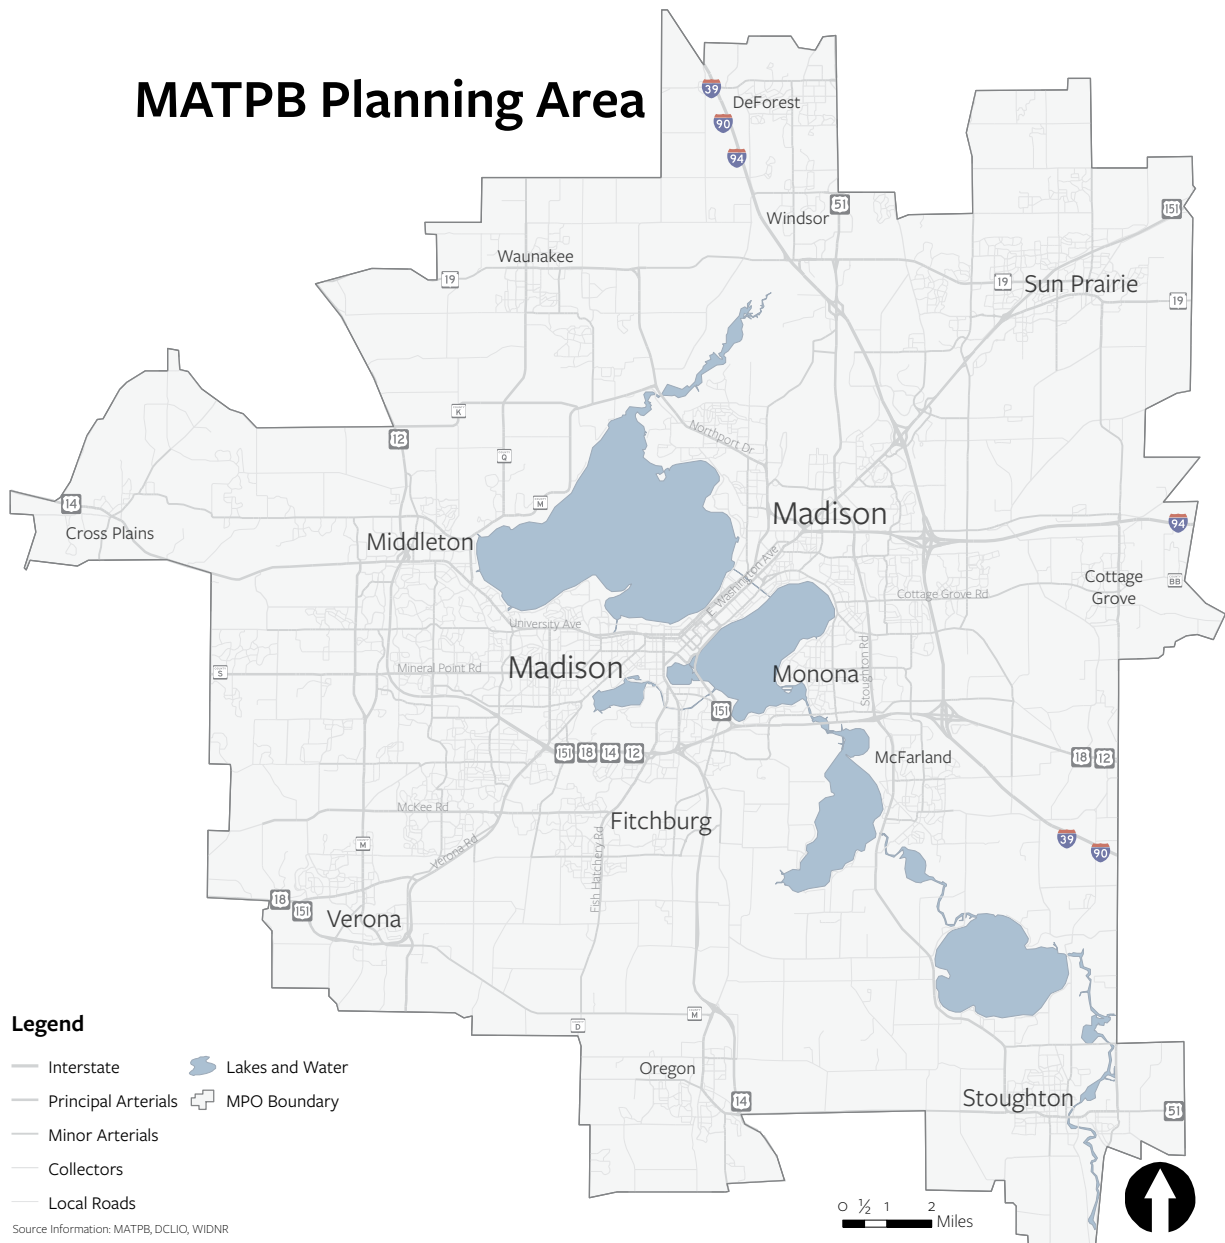 MATPB Planning Area
39
DeForest
90
94
Windsor
51
151
Waunakee
19
19
Sun Prairie
19
K
12
Northport Dr
Q
M
14
Cross Plains
Middleton
Madison
94
E Washington Ave
Cottage
Grove
BB
Cottage Grove Rd
University Ave
Mineral Point Rd
Madison
Monona
Stoughton Rd
S
151
151
18
14
12
McFarland
18
12
McKee Rd
Fitchburg
39
90
M
Verona Rd
Fish Hatchery Rd
18
151
Verona
D
M
Oregon
14
Stoughton
51
Legend
Interstate
Lakes and Water
Principal Arterials
MPO Boundary
Minor Arterials
Collectors
Local Roads
Source Information: MATPB, DCLIO, WIDNR
0 ½ 1 2
Miles